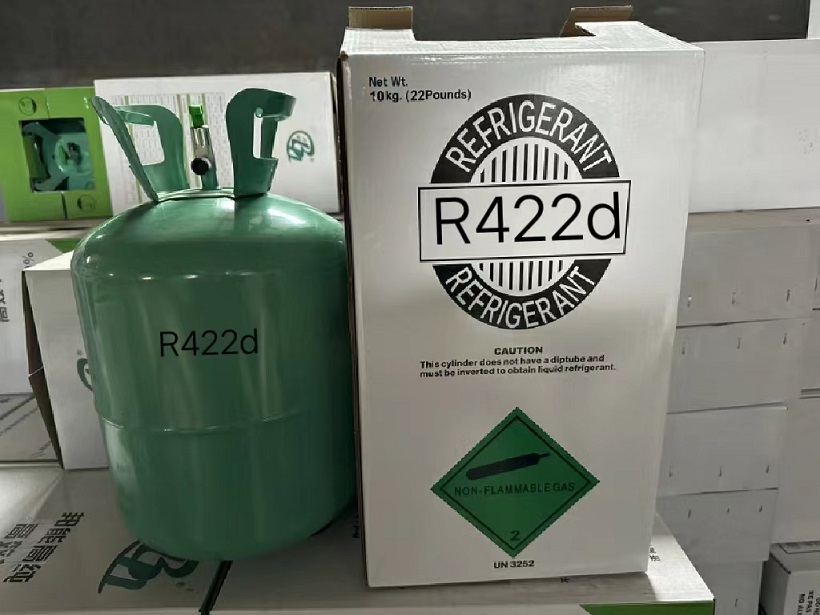 Net Wt.
10kg. (22Pounds)
REFRIGERANT
R422d
REFRIGERANT
CAUTION
This cylinder does not have a diptube and
must be inverted to obtain liquid refrigerant.
NON-FLAMMABLE GAS
2
UN 3252
R422d